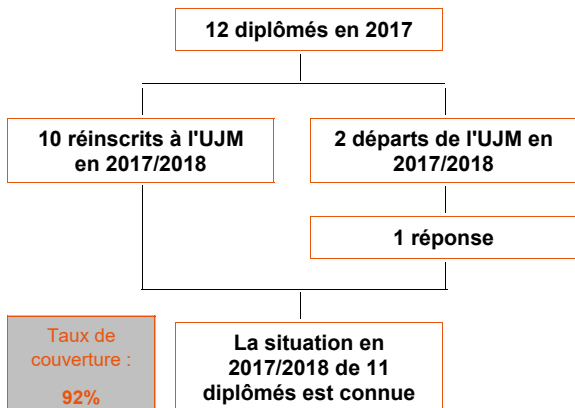 12 diplômés en 2017
10 réinscrits à l'UJM
en 2017/2018
2 départs de l'UJM en
2017/2018
1 réponse
Taux de
couverture :
92%
La situation en
2017/2018 de 11
diplômés est connue